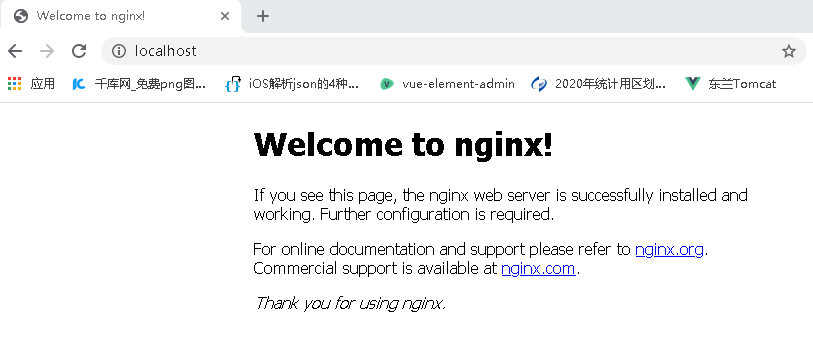 Welcome to nginx!
localhost
应用 千库网_免费png图... iOS解析json的4种... vue-element-admin 2020年统计用区划... 东兰Tomcat
Welcome to nginx!
If you see this page, the nginx web server is successfully installed and
working. Further configuration is required.
For online documentation and support please refer to nginx.org.
Commercial support is available at nginx.com.
Thank you for using nginx.